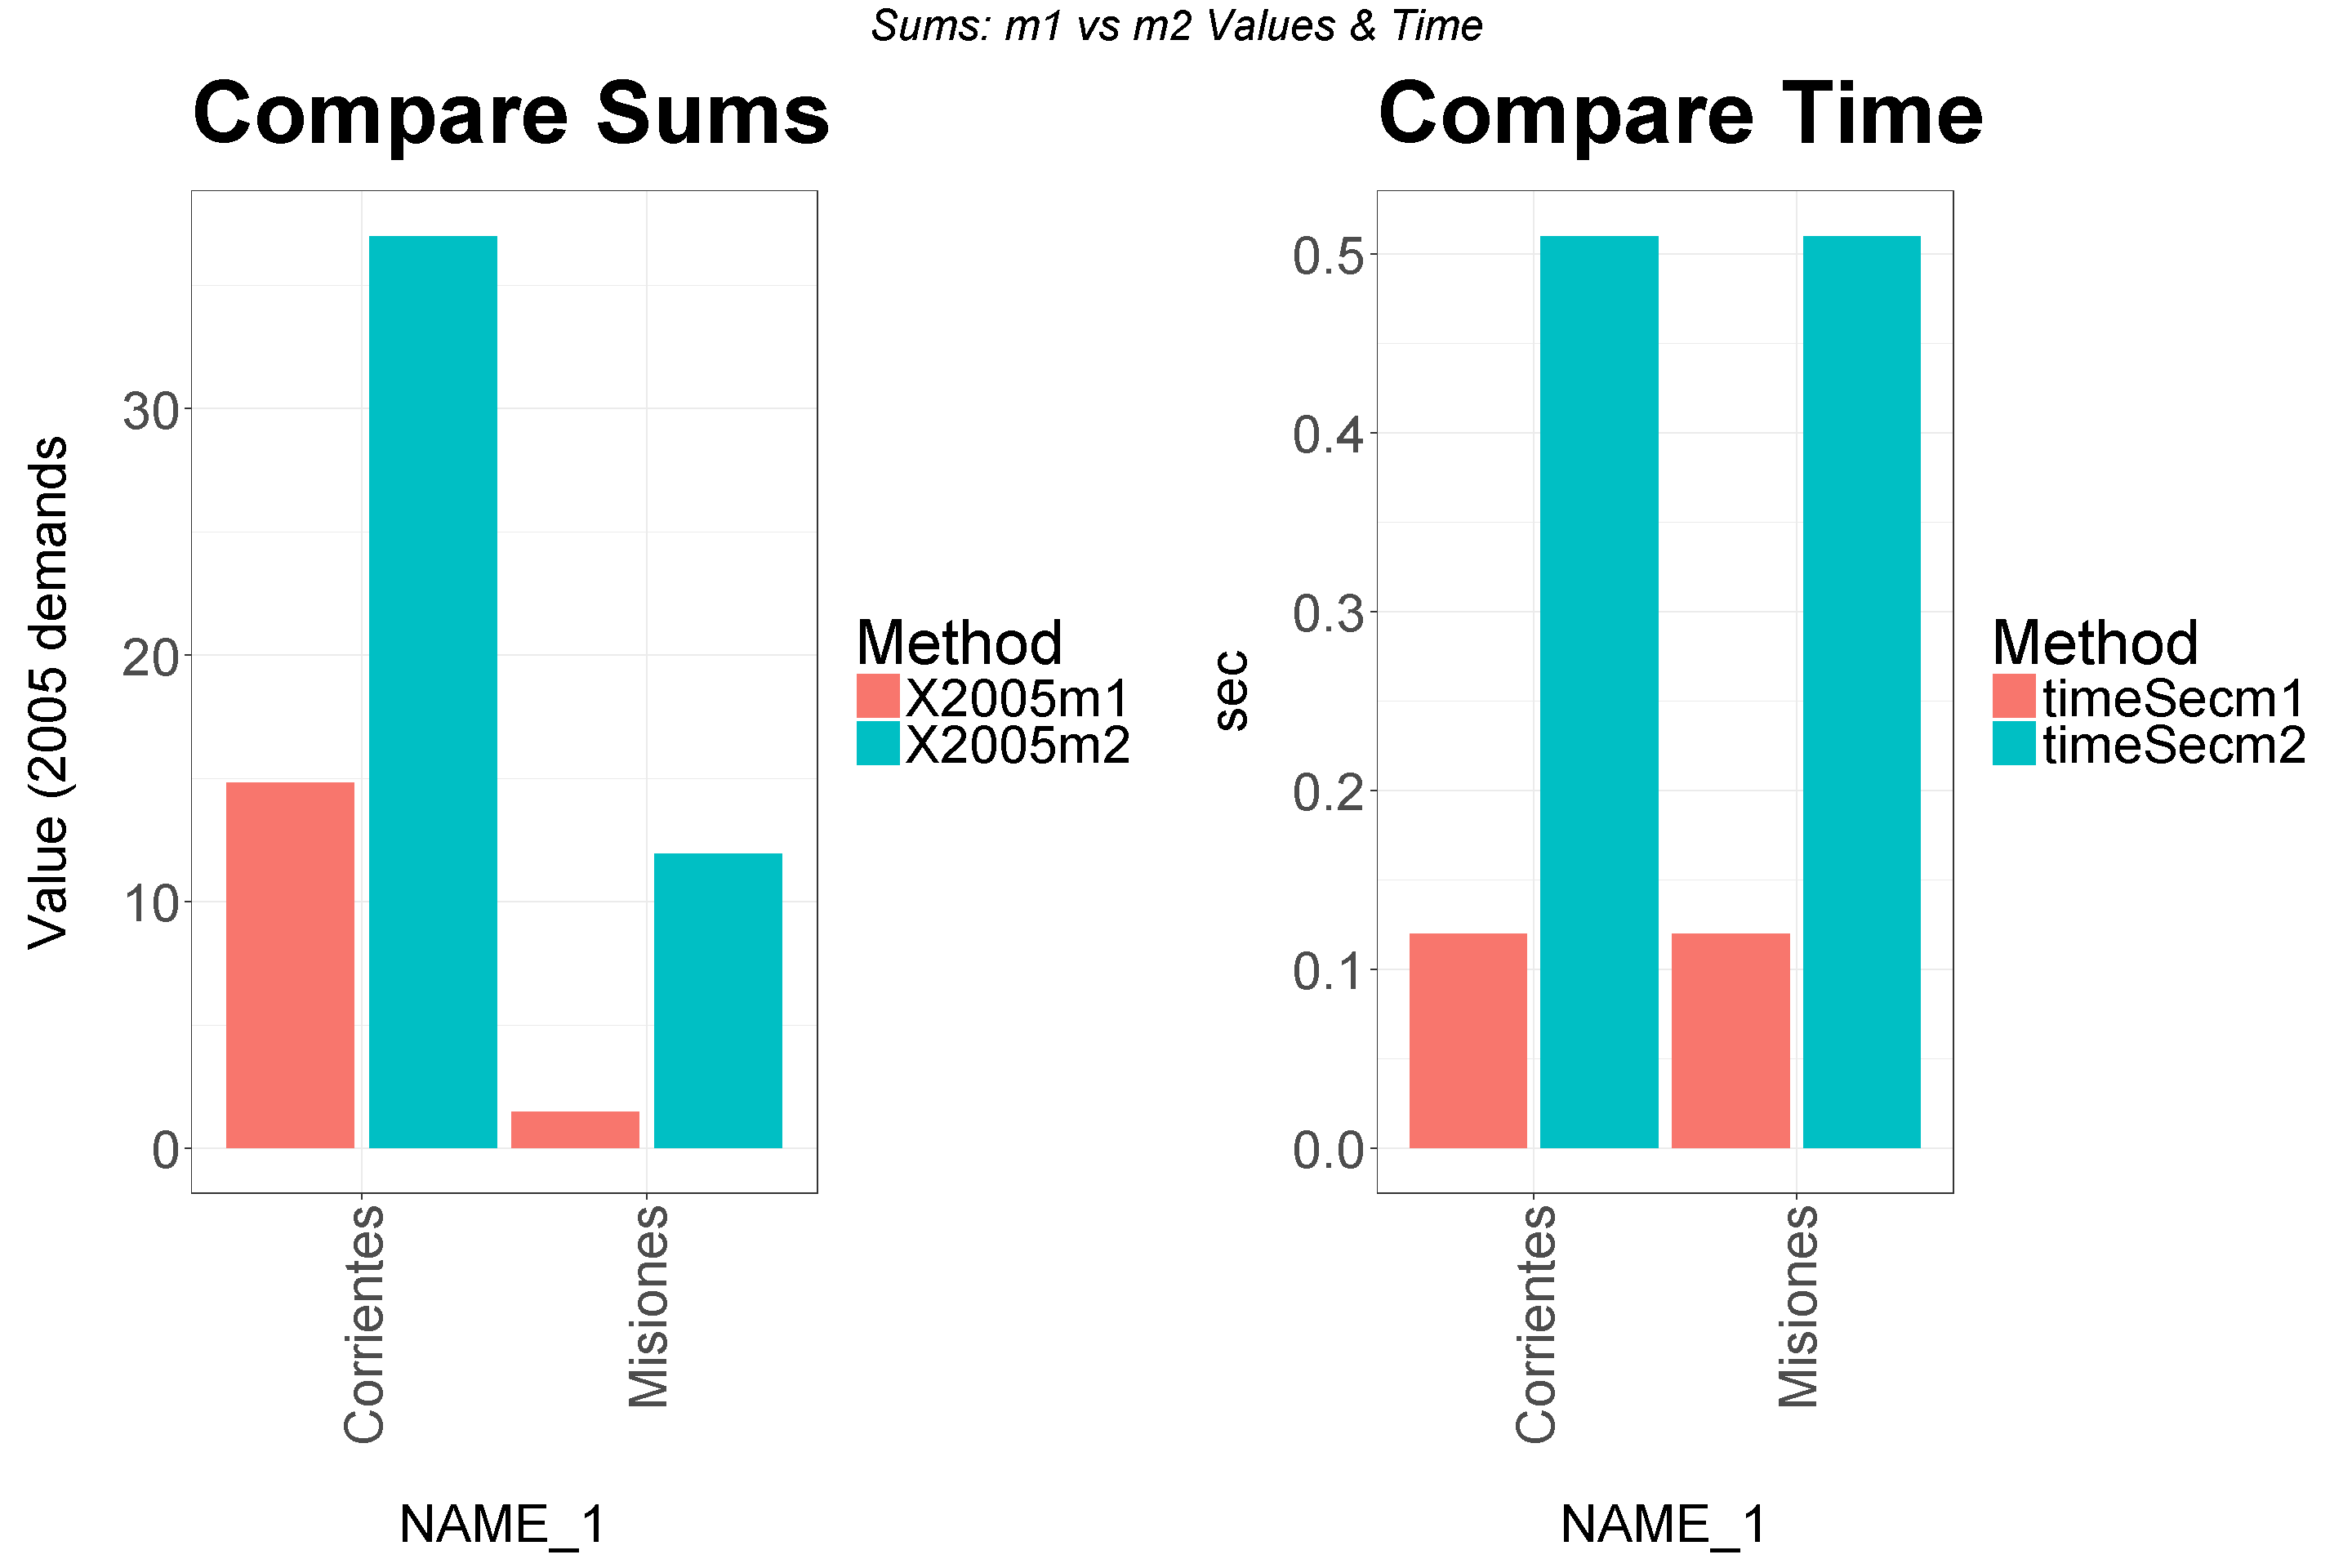 Sums: m1 vs m2 Values & Time
Compare Sums
Value (2005 demands
30
20
10
0
Corrientes
Misiones
NAME_1
Method
X2005m1
X2005m2
Compare Time
sec
0.5
0.4
0.3
0.2
0.1
0.0
Corrientes
Misiones
NAME_1
Method
timeSecm1
timeSecm2